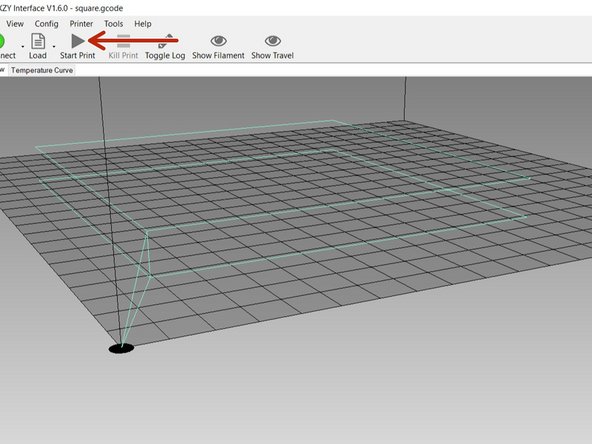 XZY Interface V1.6.0 - square.gcode
View Config Printer Tools Help
nect Load Start Print Kill Print Toggle Log Show Filament Show Travel
w Temperature Curve